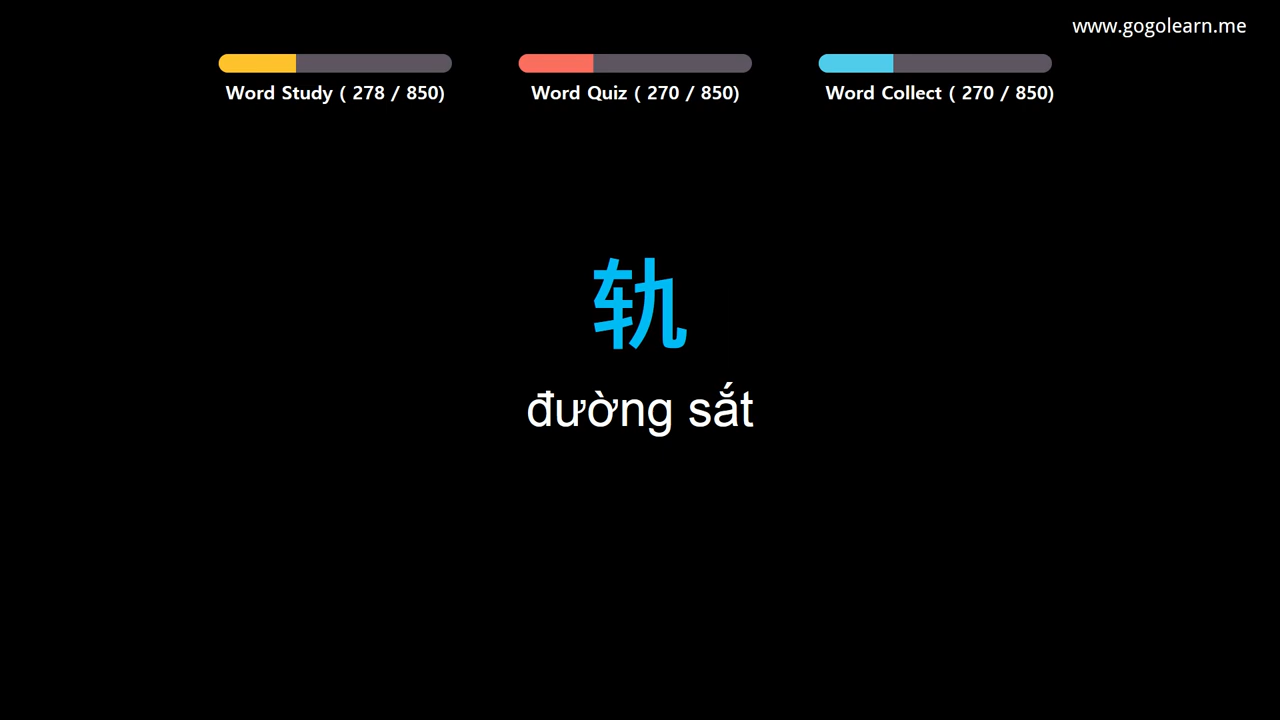 www.gogolearn.me
Word Study ( 278 / 850)
Word Quiz ( 270 / 850)
Word Collect ( 270 / 850)
轨
đường sắt